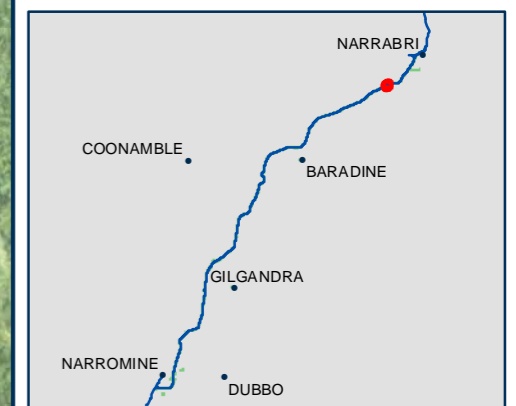 NARRABRI
COONAMBLE
BARADINE
GILGANDRA
NARROMINE
DUBBO